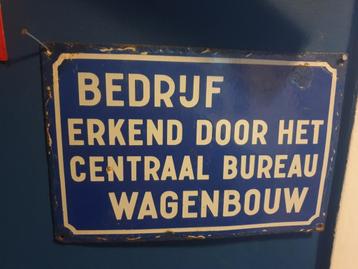 BEDRIJF
ERKEND DOOR HET
CENTRAAL BUREAU
WAGENBOUW